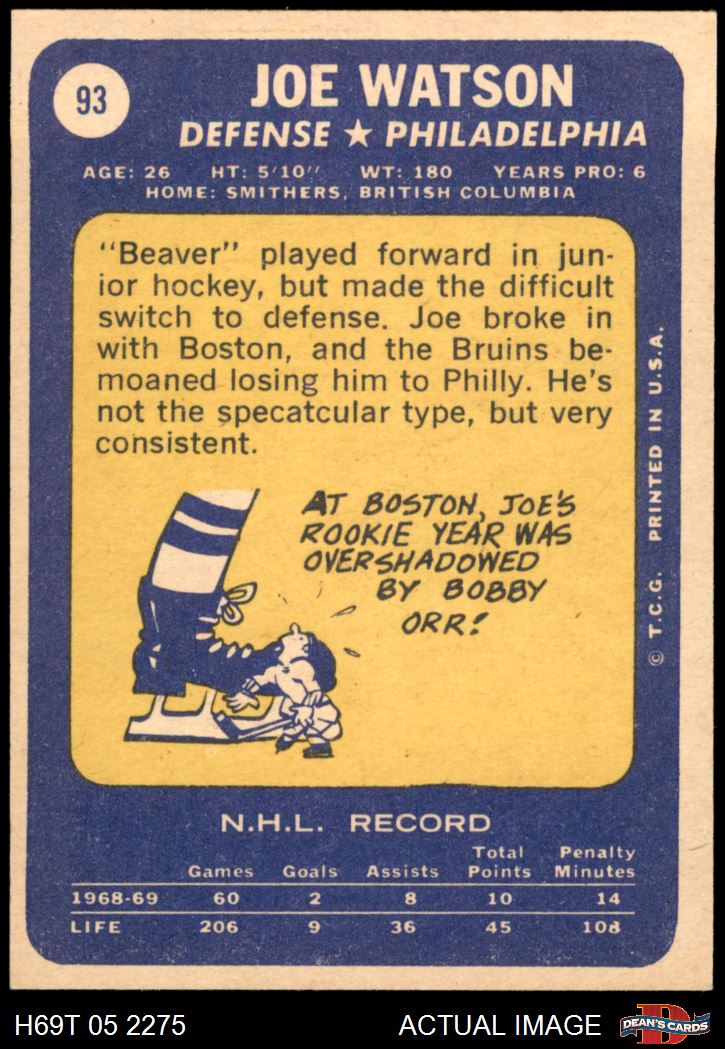 93
JOE WATSON
DEFENSE ★ PHILADELPHIA
AGE: 26 HT: 5'10" WT: 180 YEARS PRO: 6
HOME: SMITHERS, BRITISH COLUMBIA
"Beaver" played forward in jun-
ior hockey, but made the difficult
switch to defense. Joe broke in
with Boston, and the Bruins be-
moaned losing him to Philly. He's
not the specatcular type, but very
consistent.
AT BOSTON, JOE'S
ROOKIE YEAR WAS
OVERSHADOWED
BY BOBBY
ORR!
© T.C.G. PRINTED IN U.S.A.
N.H.L. RECORD
Games Goals Assists Total Points Penalty Minutes
1968-69 60 2 8 10 14
LIFE 206 9 36 45 108
H69T 05 2275 ACTUAL IMAGE
D
DEAN'S CARDS